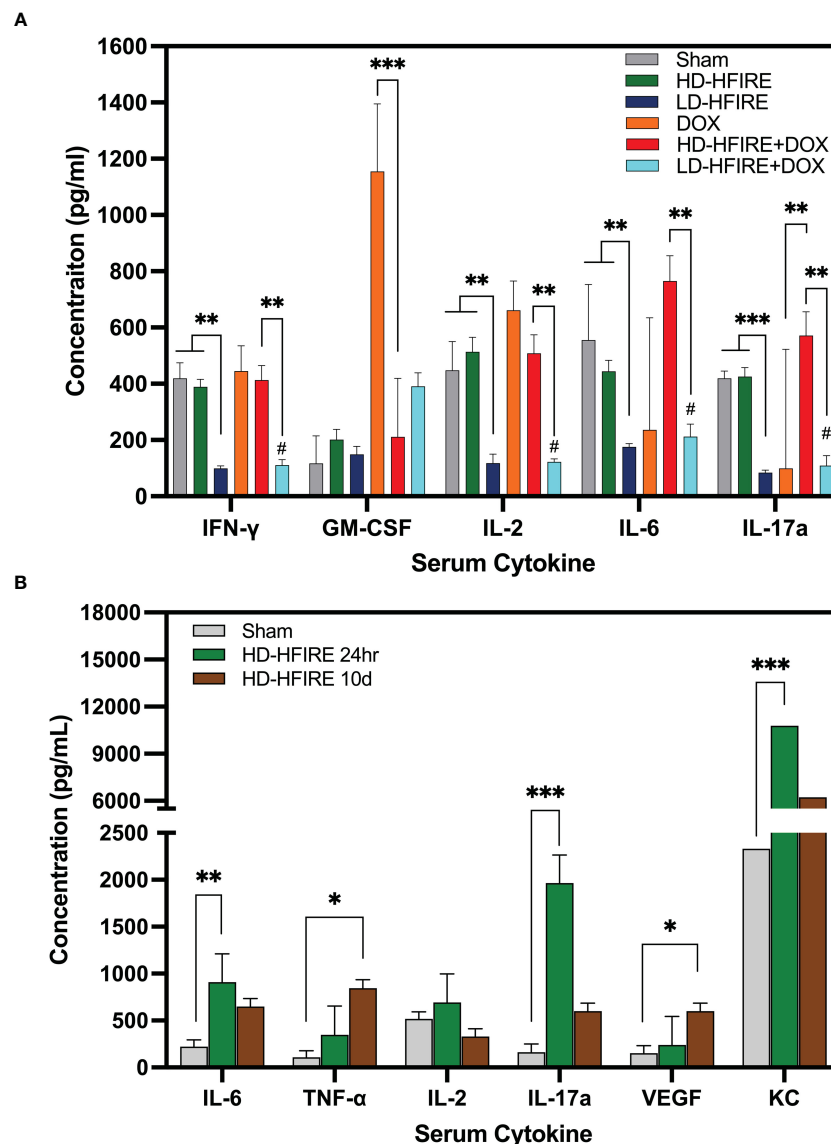 A
Concentraiton (pg/ml)
1600
1400
1200
1000
800
600
400
200
0
Sham
HD-HFIRE
LD-HFIRE
DOX
HD-HFIRE+DOX
LD-HFIRE+DOX
***
**
**
**
**
**
**
***
**
**
#
#
#
#
IFN-γ GM-CSF IL-2 IL-6 IL-17a
Serum Cytokine
B
Concentration (pg/mL)
18000
15000
12000
9000
6000
2500
2000
1500
1000
500
0
Sham
HD-HFIRE 24hr
HD-HFIRE 10d
**
*
***
*
***
IL-6 TNF-α IL-2 IL-17a VEGF KC
Serum Cytokine